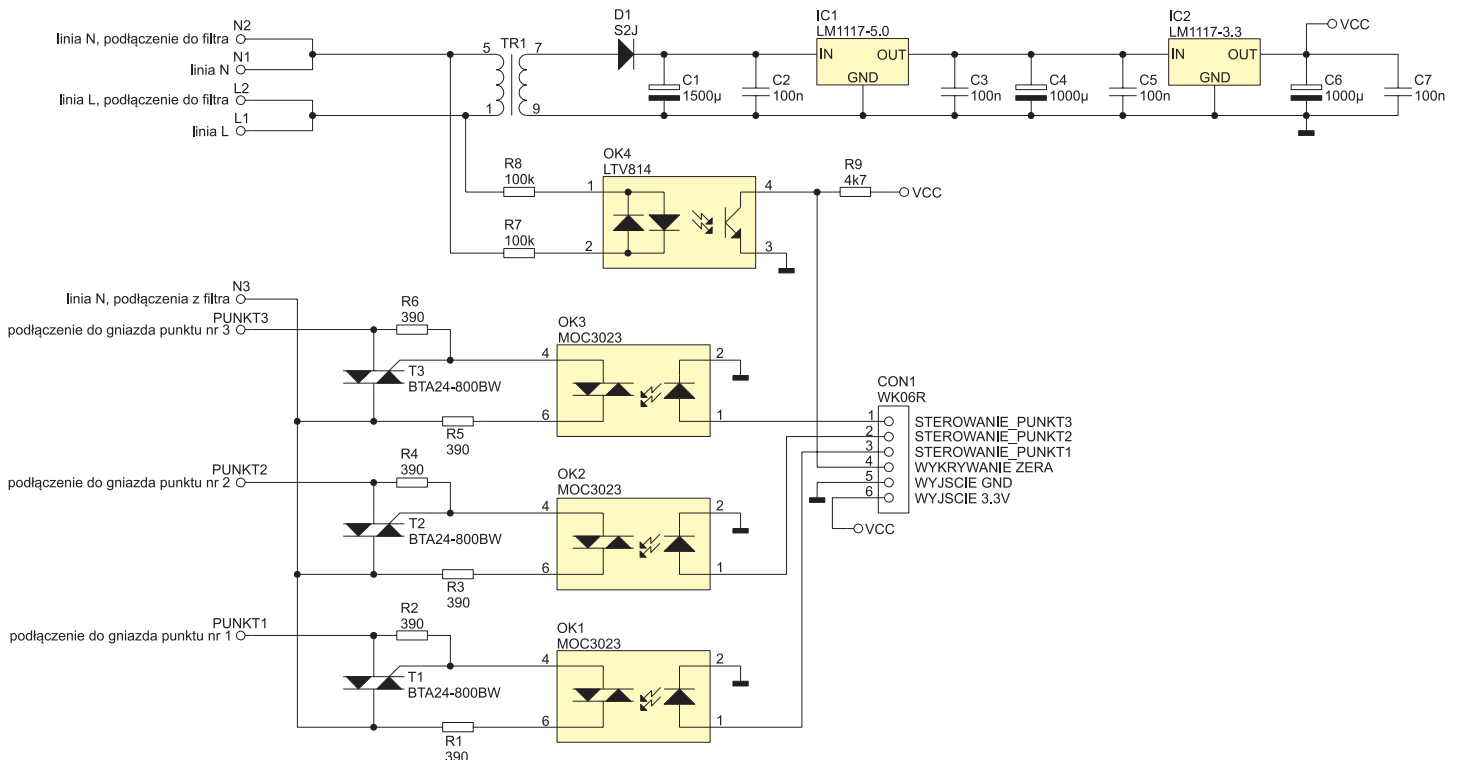 N2
linia N, podłączenie do filtra
N1
linia N
L2
linia L, podłączenie do filtra
L1
linia L
5
TR1
7
1
9
D1
S2J
C1
1500µ
C2
100n
IC1
LM1117-5.0
IN
OUT
GND
C3
100n
C4
1000µ
C5
100n
IC2
LM1117-3.3
IN
OUT
GND
VCC
C6
1000µ
C7
100n
R8
100k
R7
100k
OK4
LTV814
1
2
4
3
R9
4k7
VCC
N3
linia N, podłączenia z filtra
PUNKT3
podłączenie do gniazda punktu nr 3
R6
390
T3
BTA24-800BW
R5
390
OK3
MOC3023
4
6
2
1
PUNKT2
podłączenie do gniazda punktu nr 2
R4
390
T2
BTA24-800BW
R3
390
OK2
MOC3023
4
6
2
1
PUNKT1
podłączenie do gniazda punktu nr 1
R2
390
T1
BTA24-800BW
R1
390
OK1
MOC3023
4
6
2
1
CON1
WK06R
1 STEROWANIE_PUNKT3
2 STEROWANIE_PUNKT2
3 STEROWANIE_PUNKT1
4 WYKRYWANIE ZERA
5 WYJSCIE GND
6 WYJSCIE 3.3V
VCC